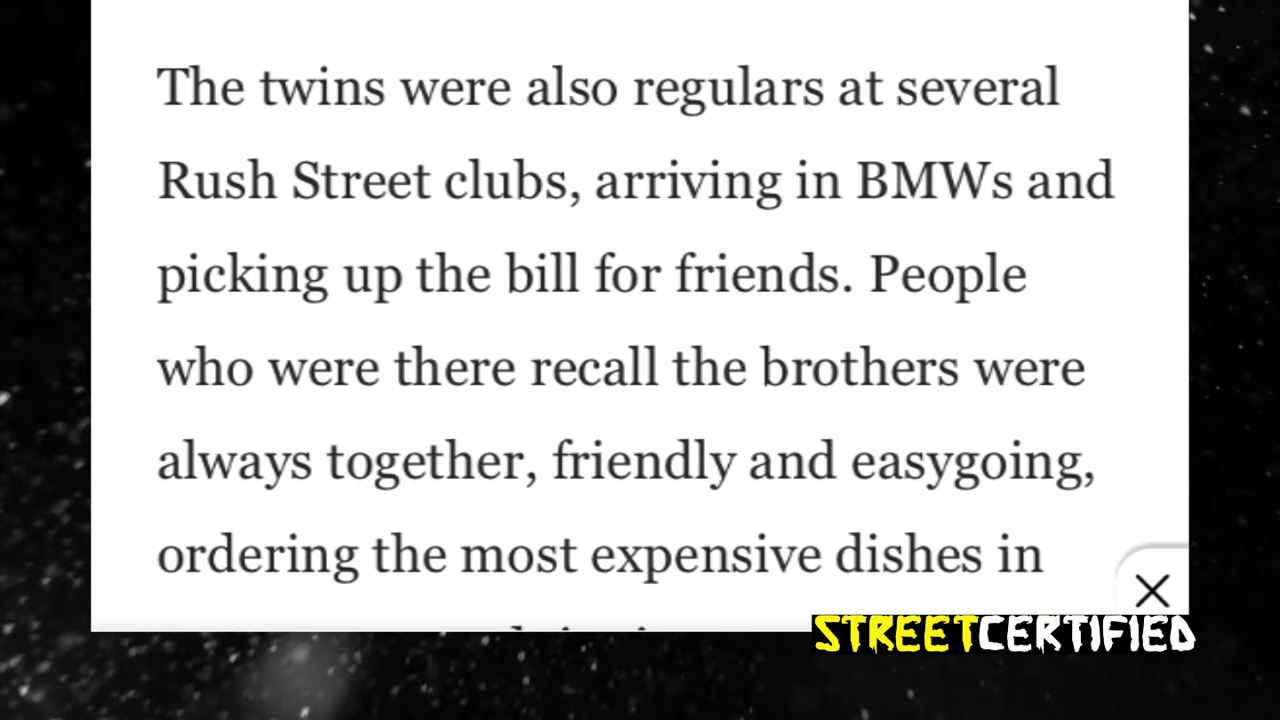 The twins were also regulars at several
Rush Street clubs, arriving in BMWs and
picking up the bill for friends. People
who were there recall the brothers were
always together, friendly and easygoing,
ordering the most expensive dishes in
STREETCERTIFIED